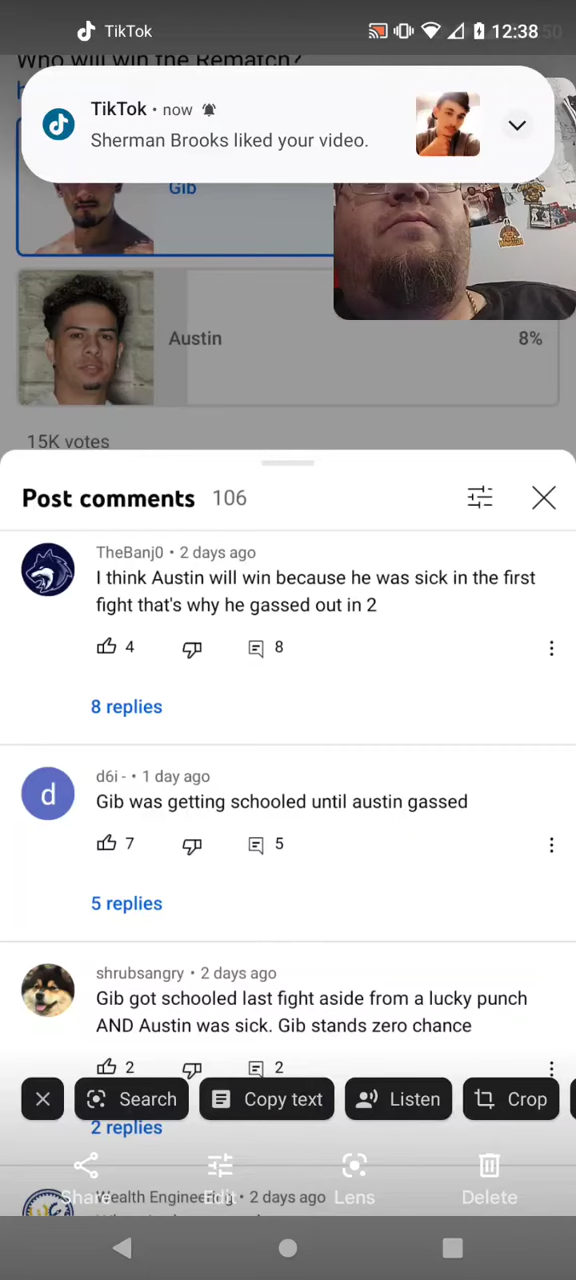 TikTok
12:38
50
Who will win the Rematch?
TikTok • now
Sherman Brooks liked your video.
Gib
Austin
8%
15K votes
Post comments 106
TheBanj0 • 2 days ago
I think Austin will win because he was sick in the first
fight that's why he gassed out in 2
4
8
8 replies
d
d6i - • 1 day ago
Gib was getting schooled until austin gassed
7
5
5 replies
shrubsangry • 2 days ago
Gib got schooled last fight aside from a lucky punch
AND Austin was sick. Gib stands zero chance
2
2
Search
Copy text
Listen
Crop
2 replies
Share
Edit
Lens
Delete
Wealth Engineering • 2 days ago